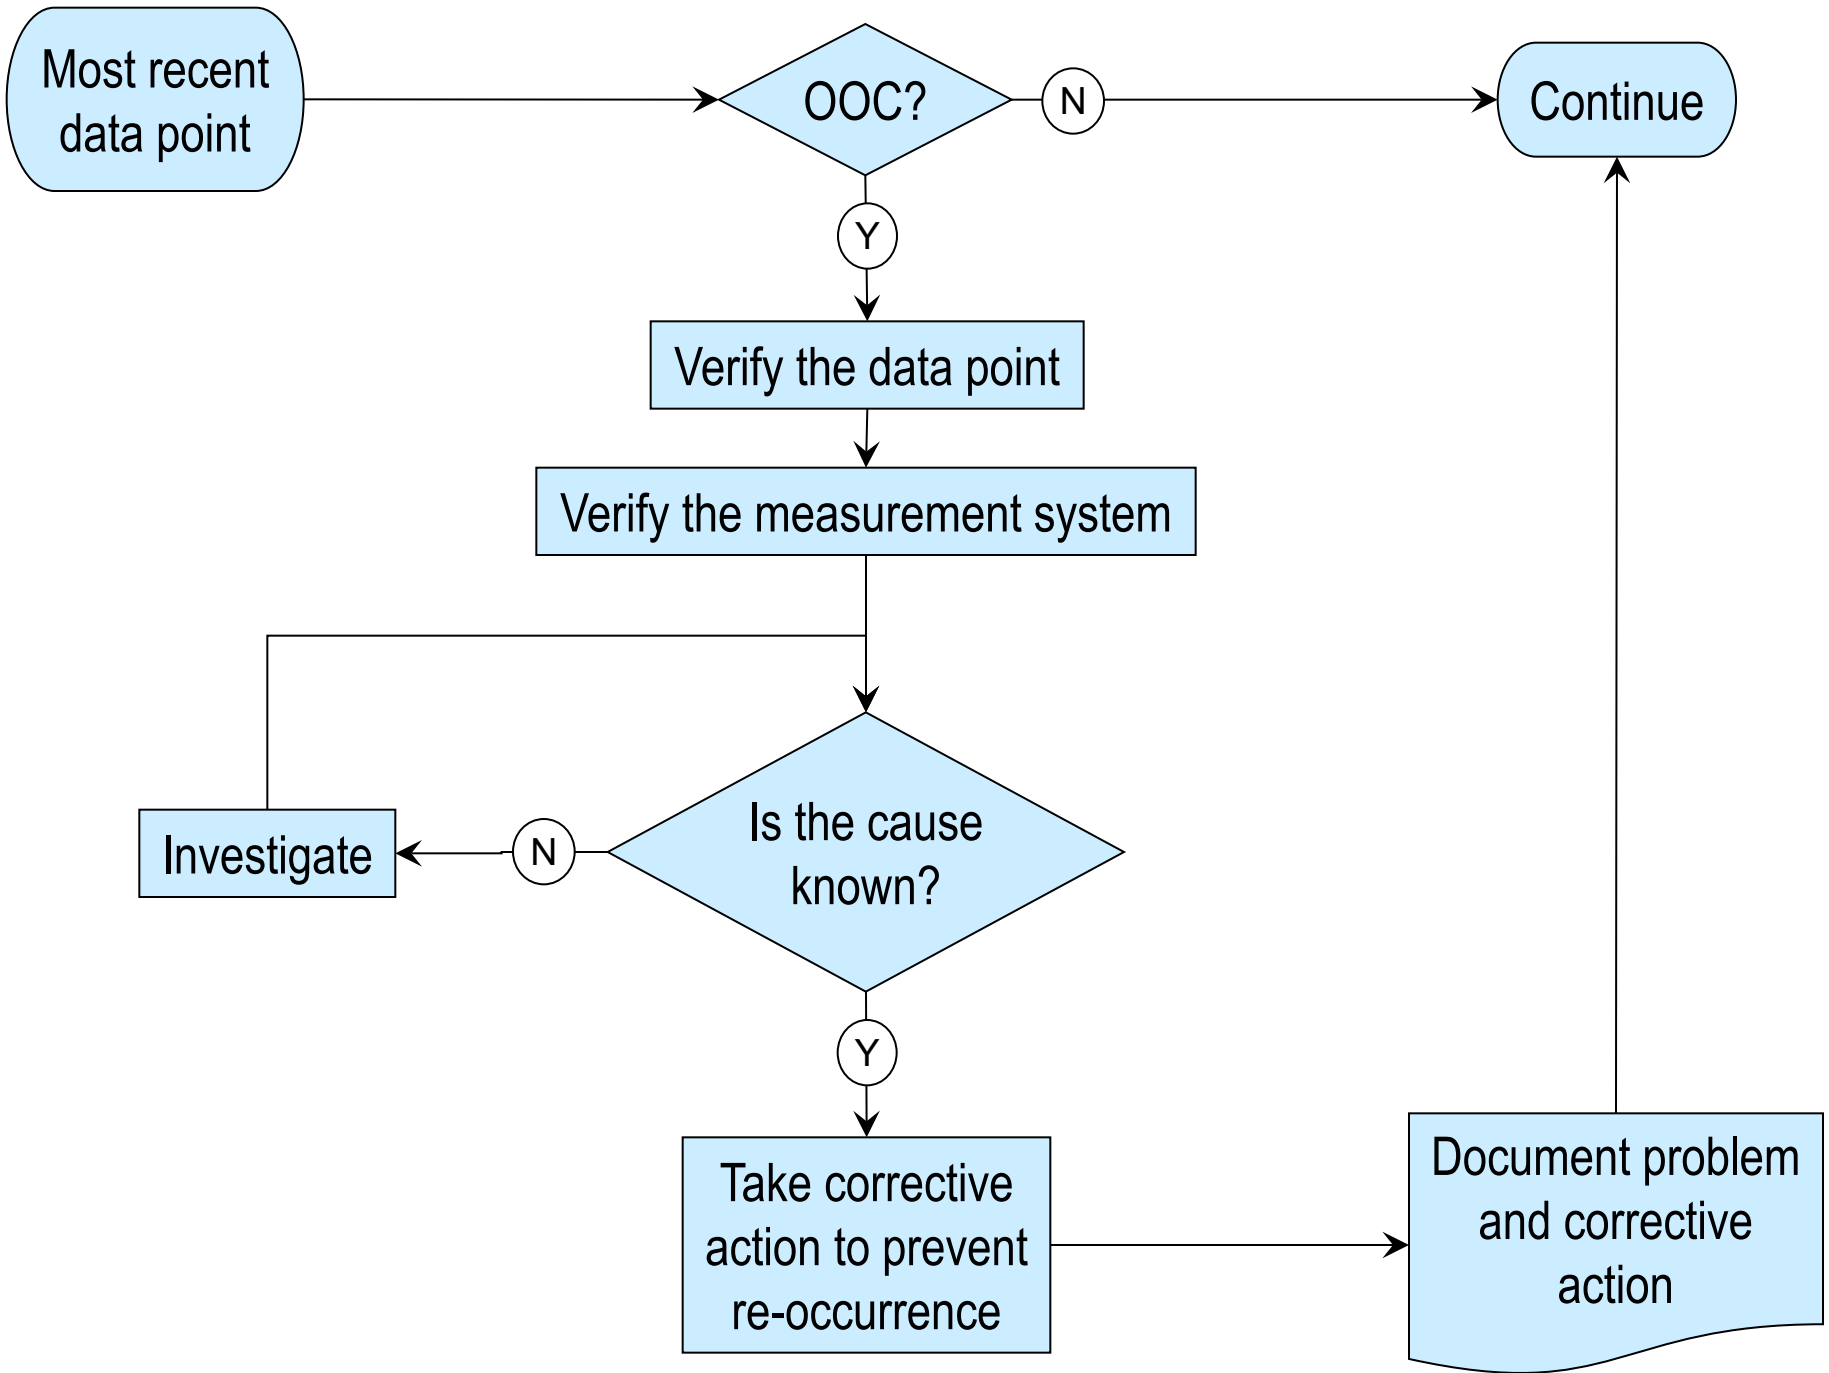 Most recent
data point
OOC?
N
Continue
Y
Verify the data point
Verify the measurement system
Is the cause
known?
N
Investigate
Y
Take corrective
action to prevent
re-occurrence
Document problem
and corrective
action